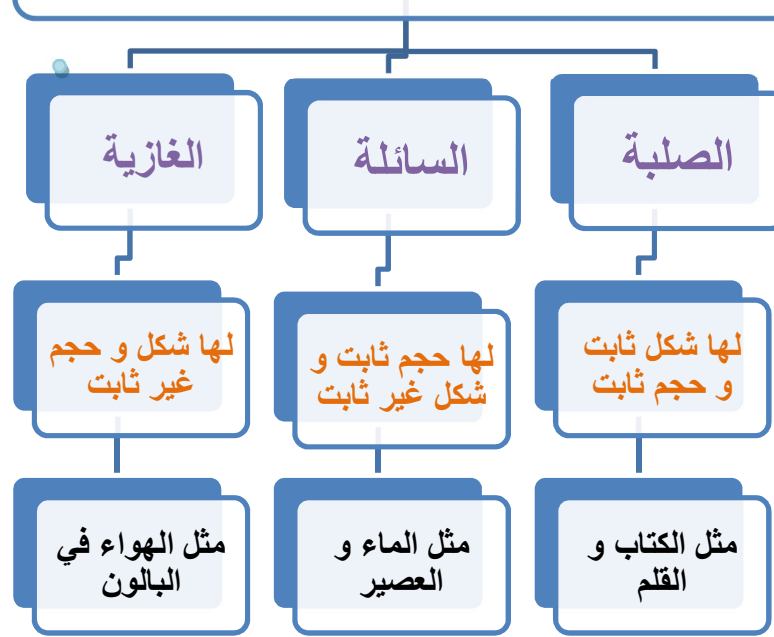 الصلبة
السائلة
الغازية
لها شكل ثابت
و حجم ثابت
لها حجم ثابت و
شكل غير ثابت
لها شكل و حجم
غير ثابت
مثل الكتاب و
القلم
مثل الماء و
العصير
مثل الهواء في
البالون